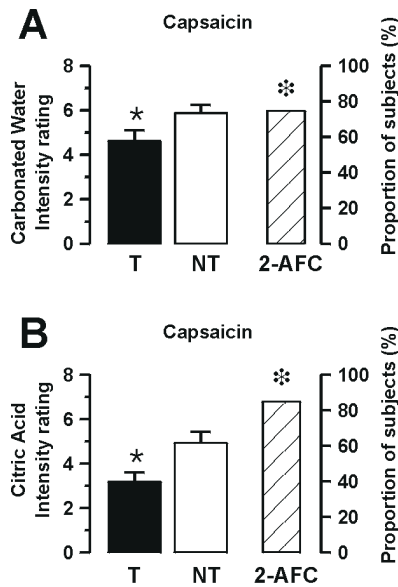 A
Capsaicin
Carbonated Water
Intensity rating
8
6
4
2
0
*
❉
100
80
60
40
20
0
Proportion of subjects (%)
T
NT
2-AFC
B
Capsaicin
Citric Acid
Intensity rating
8
6
4
2
0
*
❉
100
80
60
40
20
0
Proportion of subjects (%)
T
NT
2-AFC